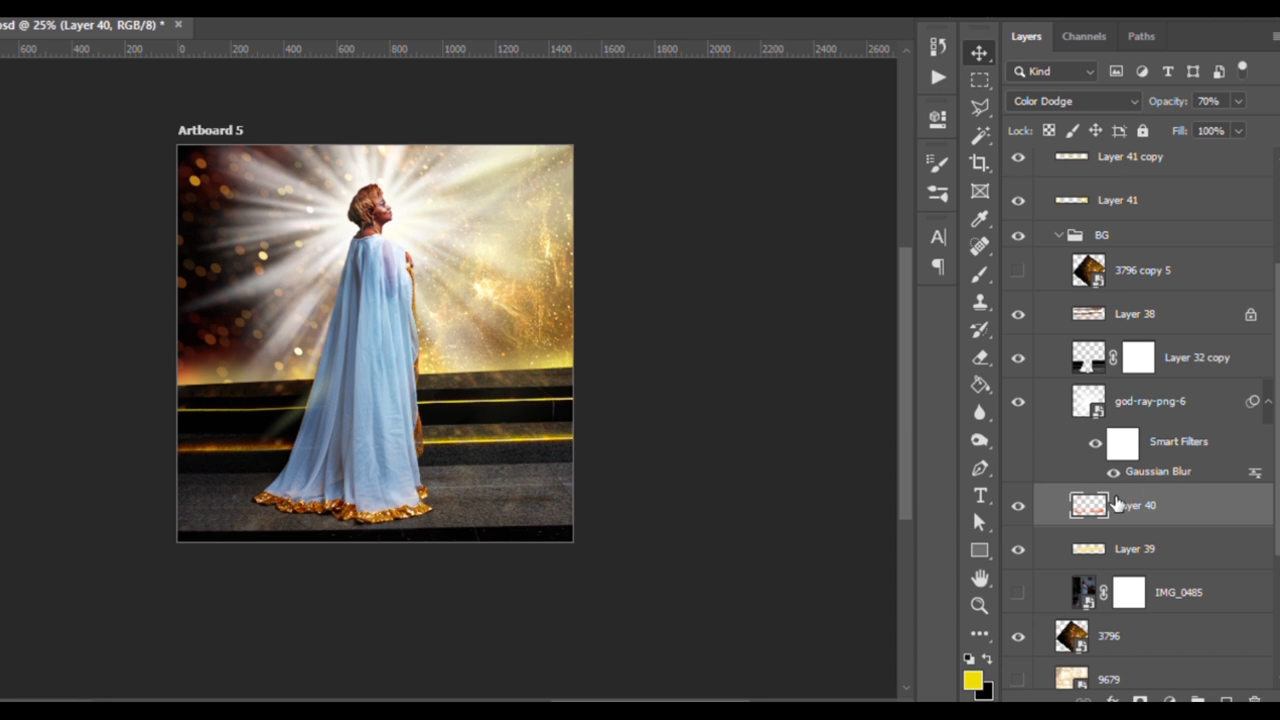 osd @ 25% (Layer 40, RGB/8) *
600 400 200 0 200 400 600 800 1000 1200 1400 1600 1800 2000 2200 2400 2600
Artboard 5
Layers Channels Paths
Kind
Color Dodge Opacity: 70%
Lock: Fill: 100%
Layer 41 copy
Layer 41
BG
3796 copy 5
Layer 38
Layer 32 copy
god-ray-png-6
Smart Filters
Gaussian Blur
ayer 40
Layer 39
IMG_0485
3796
9679